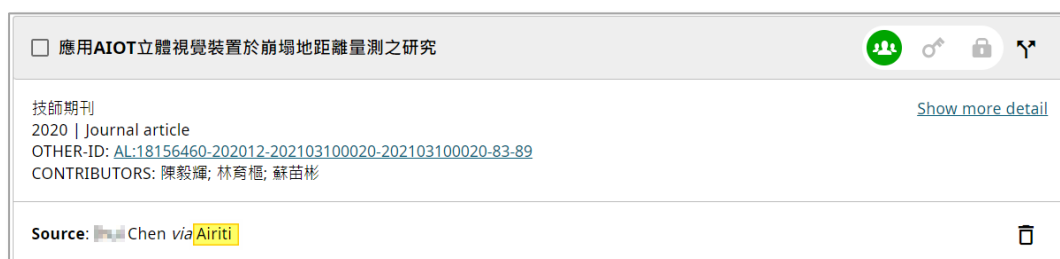 應用AIOT立體視覺裝置於崩塌地距離量測之研究
技師期刊
Show more detail
2020 | Journal article
OTHER-ID: AL:18156460-202012-202103100020-202103100020-83-89
CONTRIBUTORS: 陳毅輝; 林育樞; 蘇苗彬
Source: Chen via Airiti